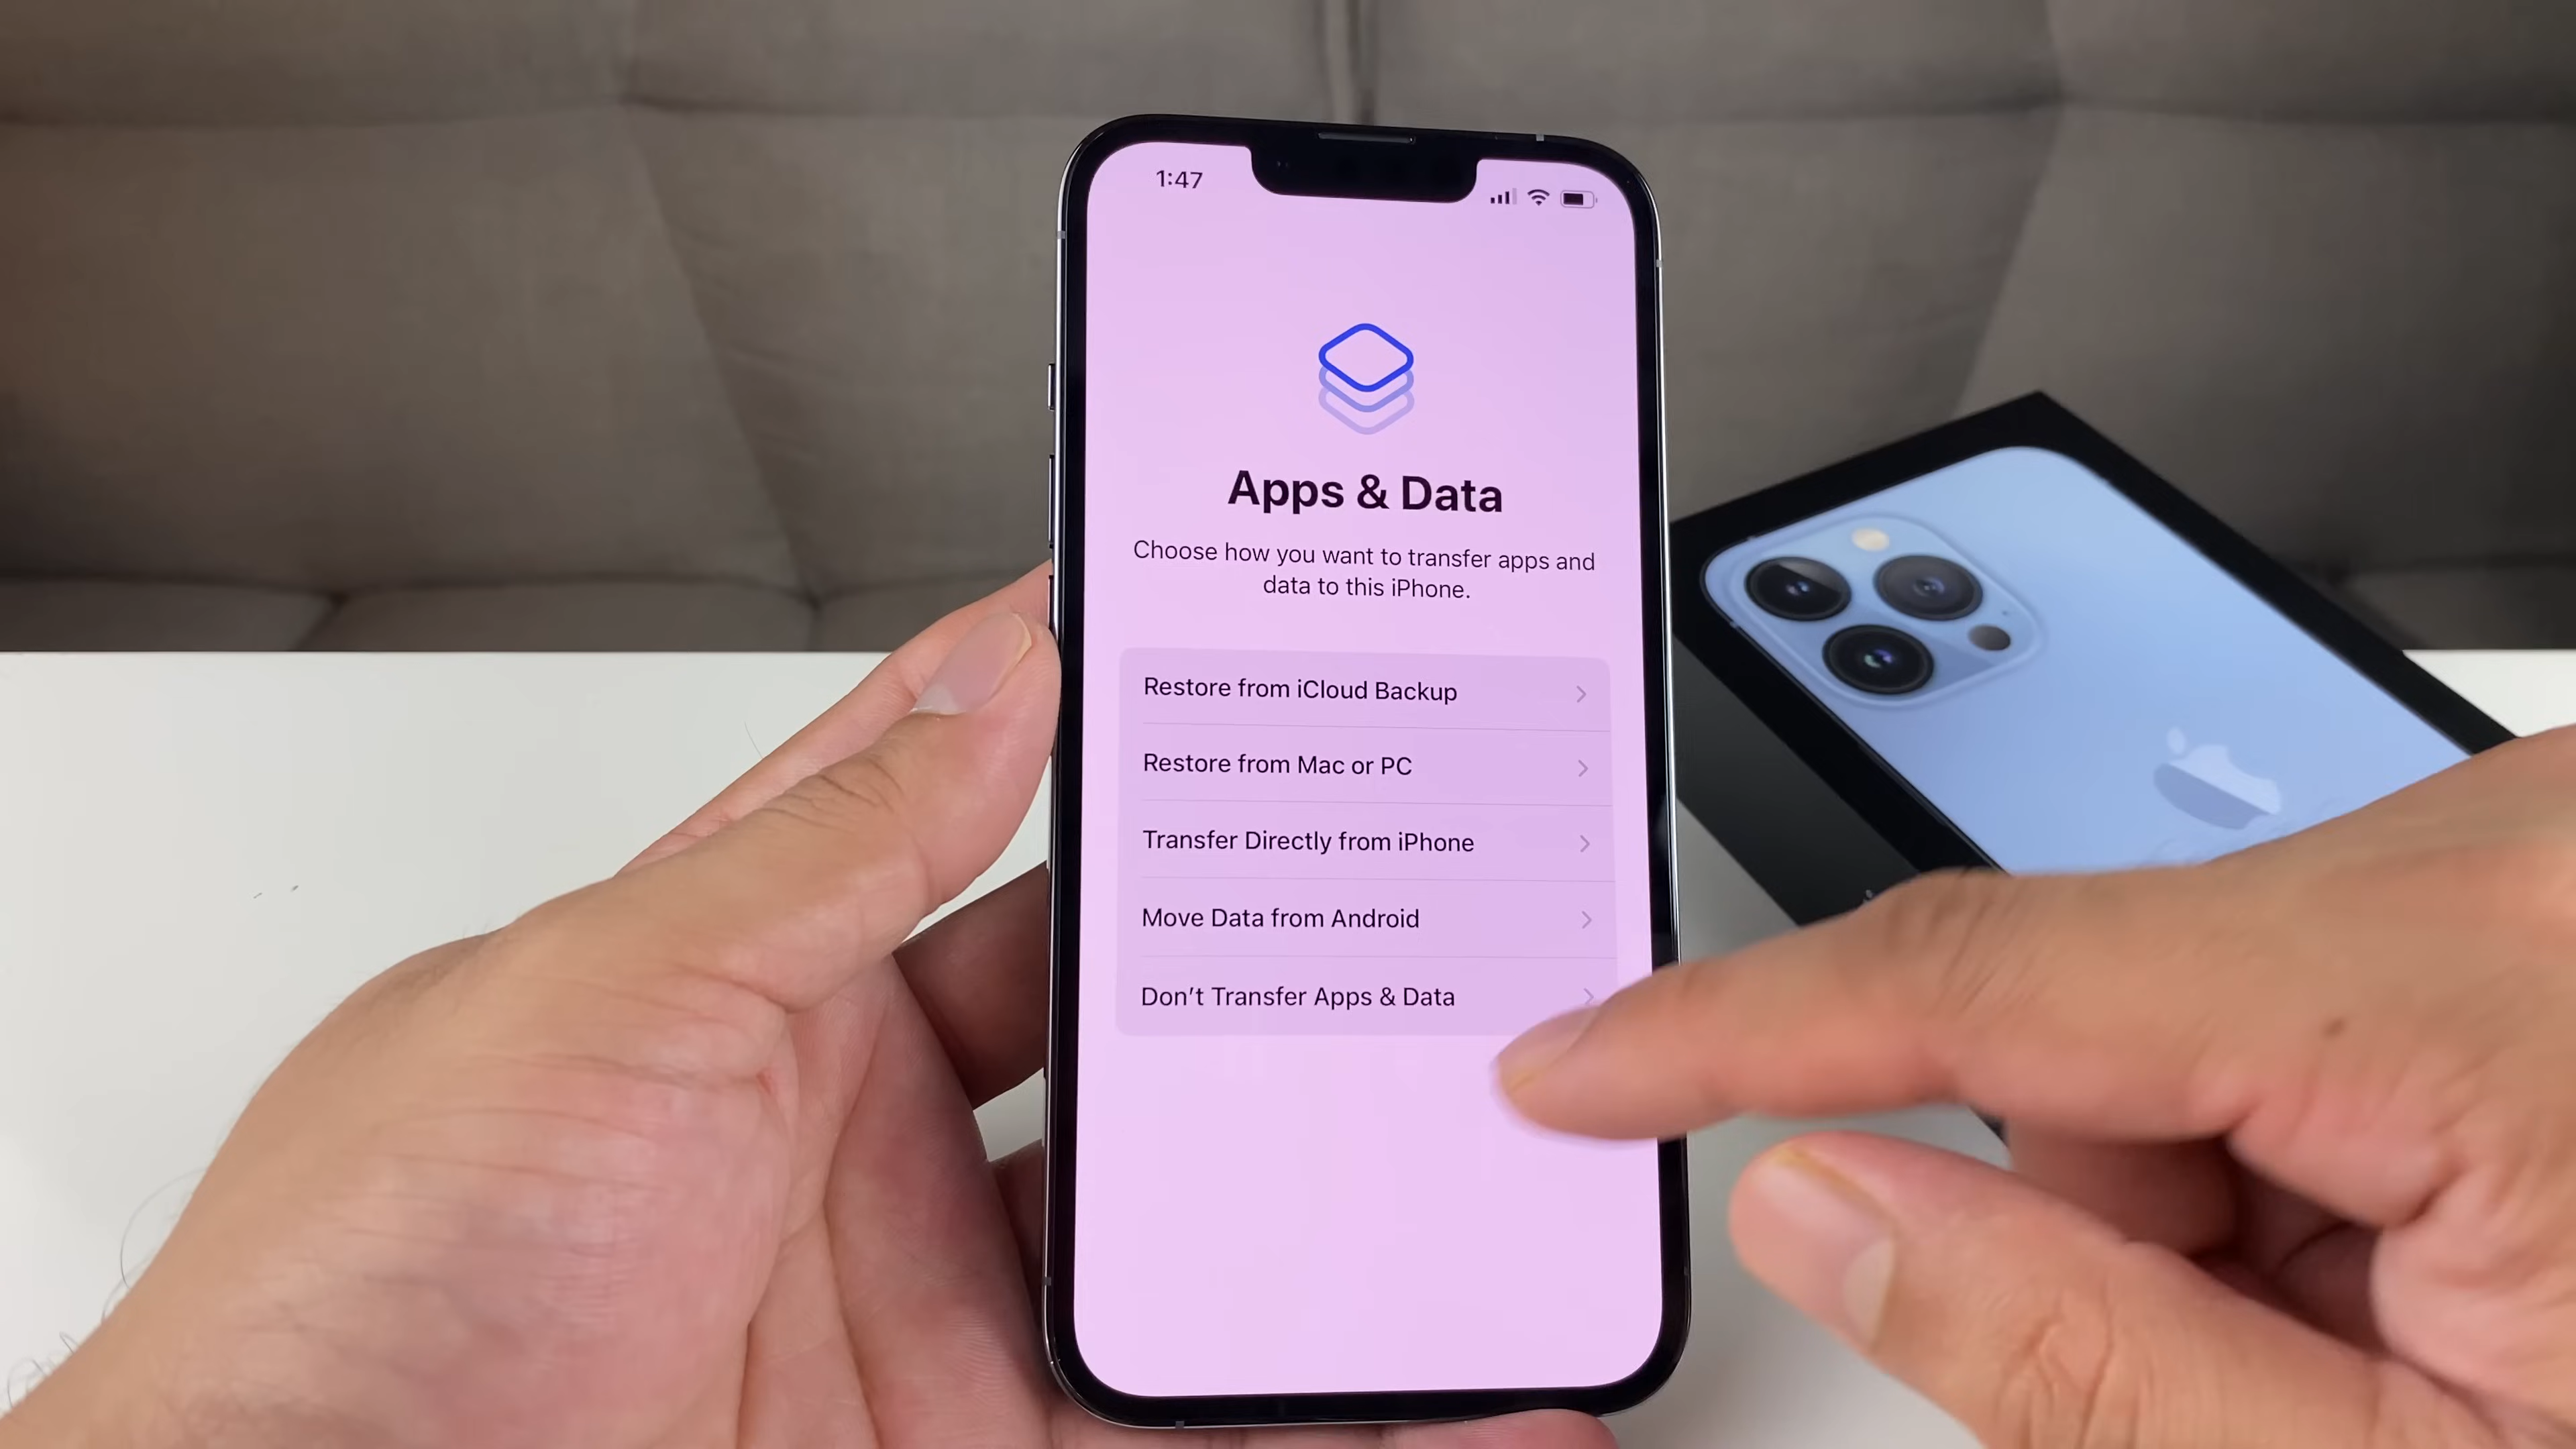 1:47
Apps & Data
Choose how you want to transfer apps and
data to this iPhone.
Restore from iCloud Backup
Restore from Mac or PC
Transfer Directly from iPhone
Move Data from Android
Don't Transfer Apps & Data